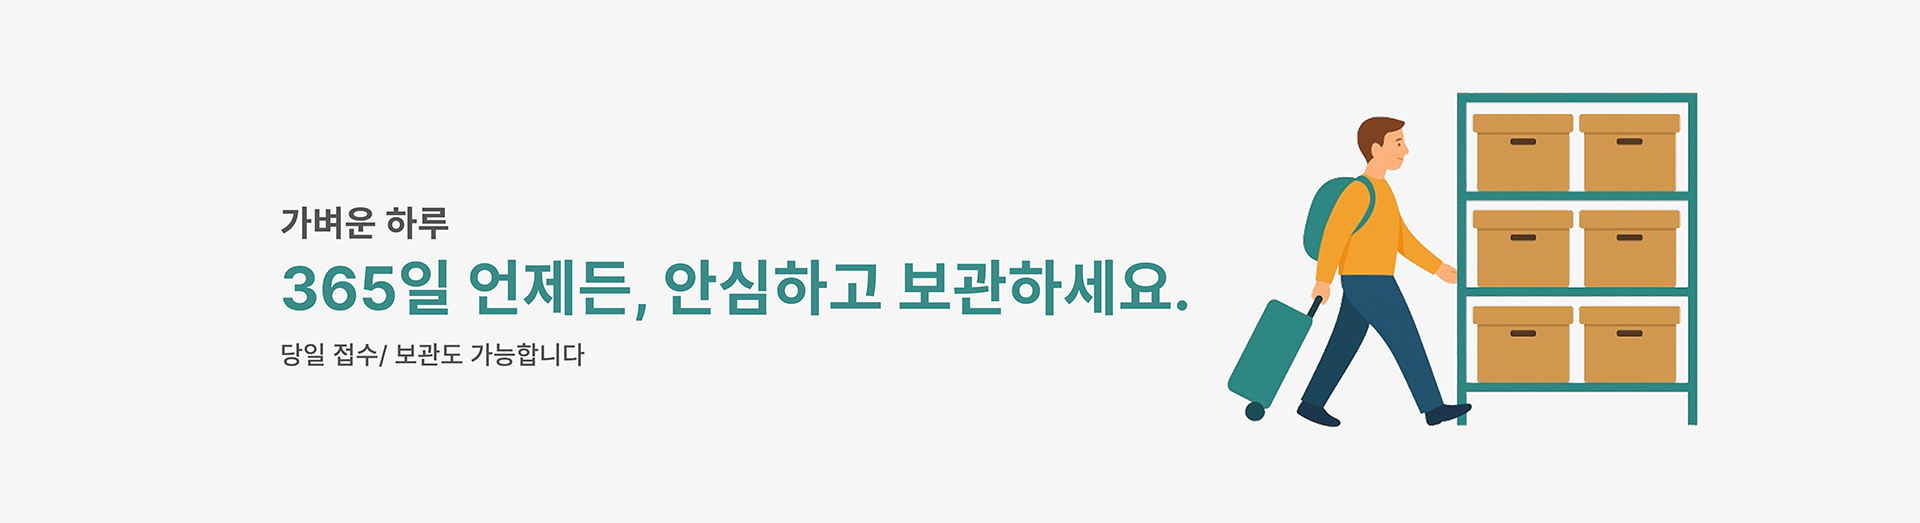 가벼운 하루
365일 언제든, 안심하고 보관하세요.
당일 접수/ 보관도 가능합니다